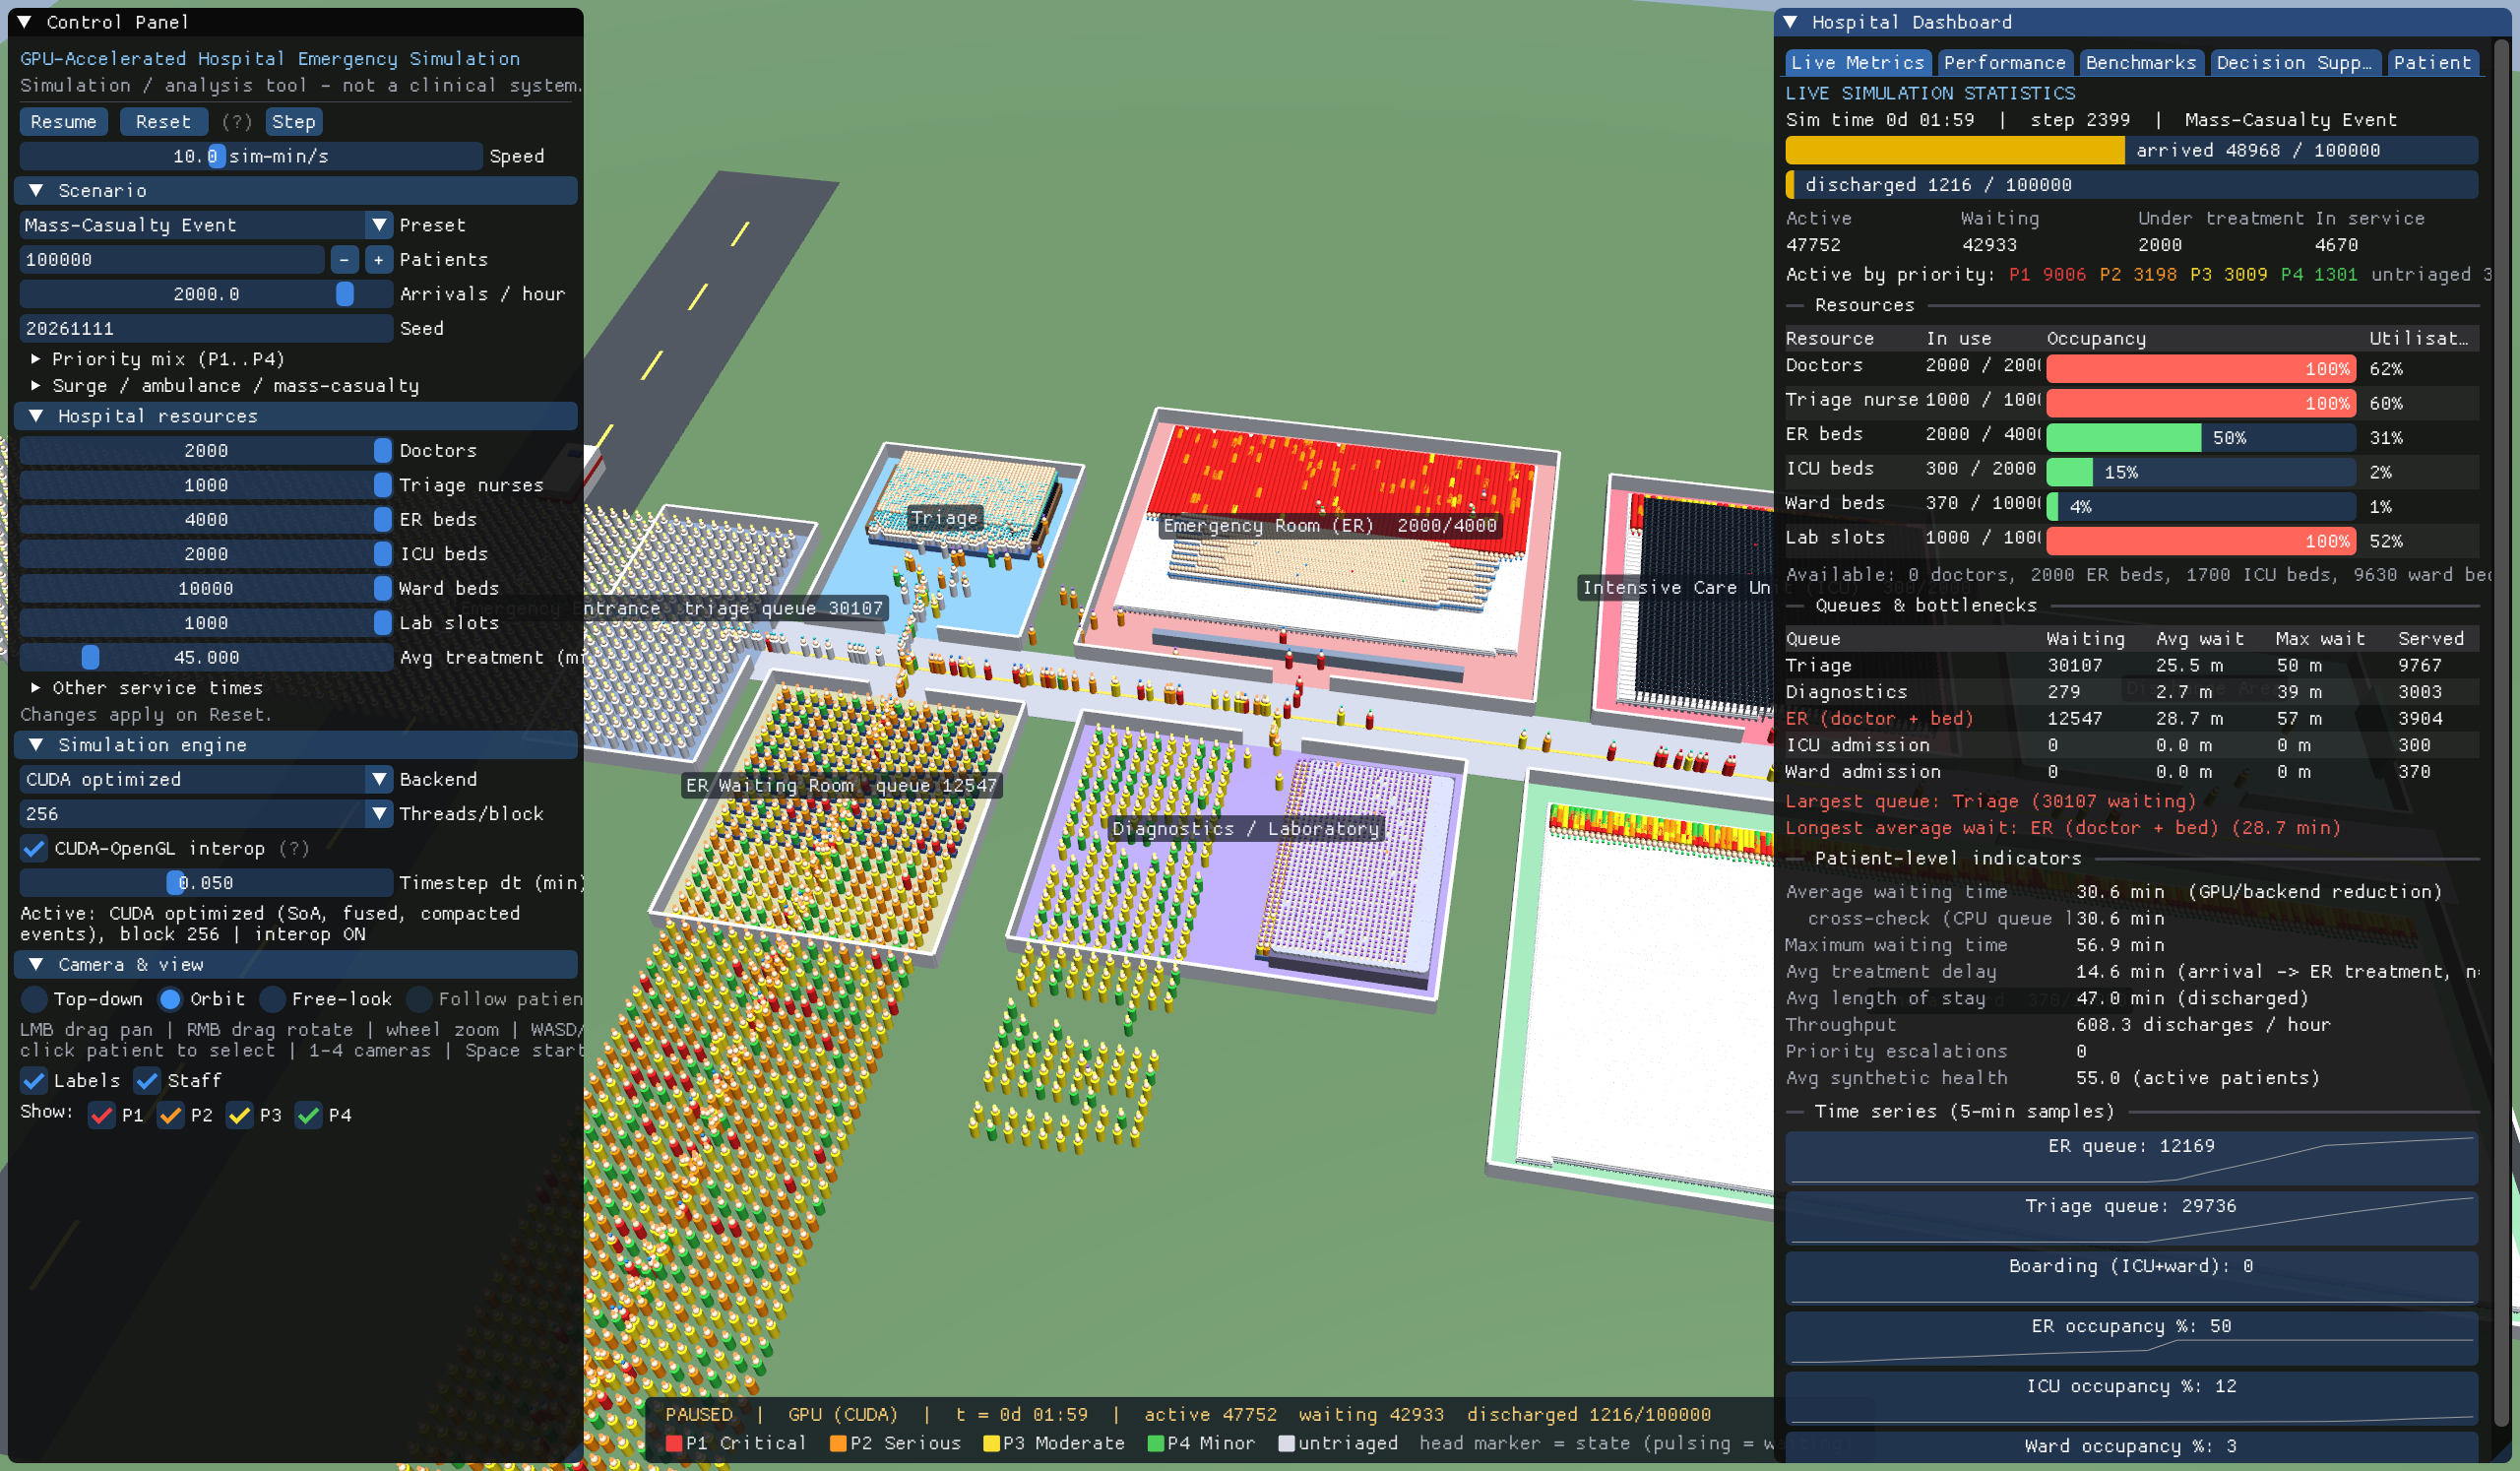 Control Panel
GPU-Accelerated Hospital Emergency Simulation
Simulation / analysis tool - not a clinical system.
Resume Reset (?) Step
10.0 sim-min/s Speed
Scenario
Mass-Casualty Event Preset
100000 - + Patients
2000.0 Arrivals / hour
20261111 Seed
Priority mix (P1..P4)
Surge / ambulance / mass-casualty
Hospital resources
2000 Doctors
1000 Triage nurses
4000 ER beds
2000 ICU beds
10000 Ward beds
1000 Lab slots
45.000 Avg treatment (mi
Other service times
Changes apply on Reset.
Simulation engine
CUDA optimized Backend
256 Threads/block
CUDA-OpenGL interop (?)
0.050 Timestep dt (min)
Active: CUDA optimized (SoA, fused, compacted
events), block 256 | interop ON
Camera & view
Top-down Orbit Free-look Follow patien
LMB drag pan | RMB drag rotate | wheel zoom | WASD/
click patient to select | 1-4 cameras | Space start
Labels Staff
Show: P1 P2 P3 P4
Triage
Emergency Room (ER) 2000/4000
Intensive Care Un
Emergency Entrance triage queue 30107
ER Waiting Room queue 12547
Diagnostics / Laboratory
PAUSED | GPU (CUDA) | t = 0d 01:59 | active 47752 waiting 42933 discharged 1216/100000
P1 Critical P2 Serious P3 Moderate P4 Minor untriaged head marker = state (pulsing = w
Hospital Dashboard
Live Metrics Performance Benchmarks Decision Supp... Patient
LIVE SIMULATION STATISTICS
Sim time 0d 01:59 | step 2399 | Mass-Casualty Event
arrived 48968 / 100000
discharged 1216 / 100000
Active Waiting Under treatment In service
47752 42933 2000 4670
Active by priority: P1 9006 P2 3198 P3 3009 P4 1301 untriaged 3
Resources
Resource In use Occupancy Utilisat...
Doctors 2000 / 200 100% 62%
Triage nurse 1000 / 100 100% 60%
ER beds 2000 / 400 50% 31%
ICU beds 300 / 2000 15% 2%
Ward beds 370 / 1000 4% 1%
Lab slots 1000 / 100 100% 52%
Available: 0 doctors, 2000 ER beds, 1700 ICU beds, 9630 ward bed
Queues & bottlenecks
Queue Waiting Avg wait Max wait Served
Triage 30107 25.5 m 50 m 9767
Diagnostics 279 2.7 m 39 m 3003
ER (doctor + bed) 12547 28.7 m 57 m 3904
ICU admission 0 0.0 m 0 m 300
Ward admission 0 0.0 m 0 m 370
Largest queue: Triage (30107 waiting)
Longest average wait: ER (doctor + bed) (28.7 min)
Patient-level indicators
Average waiting time 30.6 min (GPU/backend reduction)
cross-check (CPU queue l 30.6 min
Maximum waiting time 56.9 min
Avg treatment delay 14.6 min (arrival -> ER treatment, n
Avg length of stay 47.0 min (discharged)
Throughput 608.3 discharges / hour
Priority escalations 0
Avg synthetic health 55.0 (active patients)
Time series (5-min samples)
ER queue: 12169
Triage queue: 29736
Boarding (ICU+ward): 0
ER occupancy %: 50
ICU occupancy %: 12
Ward occupancy %: 3